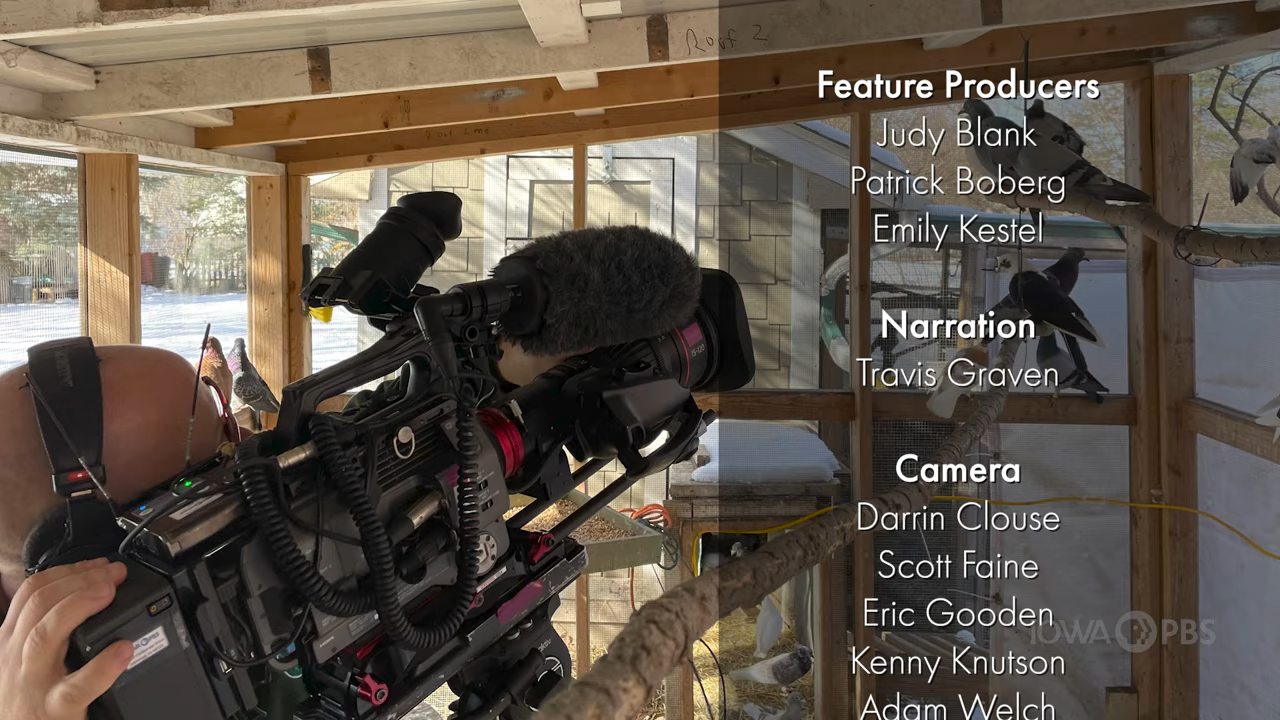 Roof 2
Feature Producers
Judy Blank
Patrick Boberg
Emily Kestel
Narration
Travis Graven
Camera
Darrin Clouse
Scott Faine
Eric Gooden
IOWA PBS
Kenny Knutson
Adam Welch